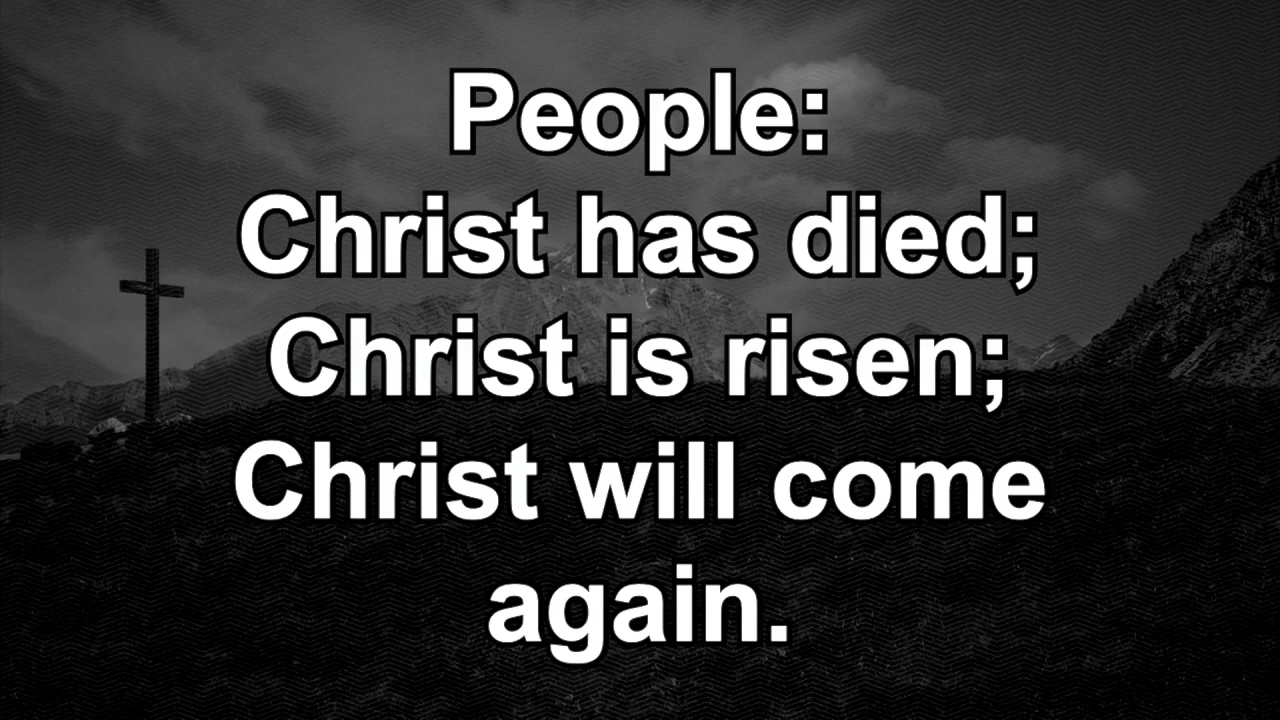 People:
Christ has died;
Christ is risen;
Christ will come
again.